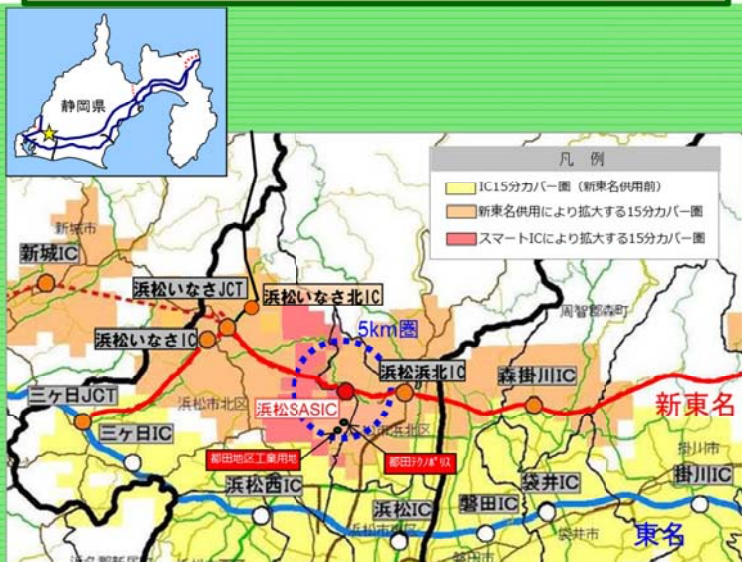 静岡県
凡 例
IC15分カバー圏（新東名供用前）
新東名供用により拡大する15分カバー圏
スマートICにより拡大する15分カバー圏
新城市
新城IC
浜松いなさJCT
浜松いなさ北IC
周智郡森町
浜松いなさIC
5km圏
浜松浜北IC
森掛川IC
三ヶ日JCT
浜松市北区
浜松SASIC
新東名
三ヶ日IC
浜北区
都田地区工業用地
都田テクノポリス
掛川市
浜松西IC
袋井IC
掛川IC
磐田IC
浜松IC
袋井市
東名
磐田市